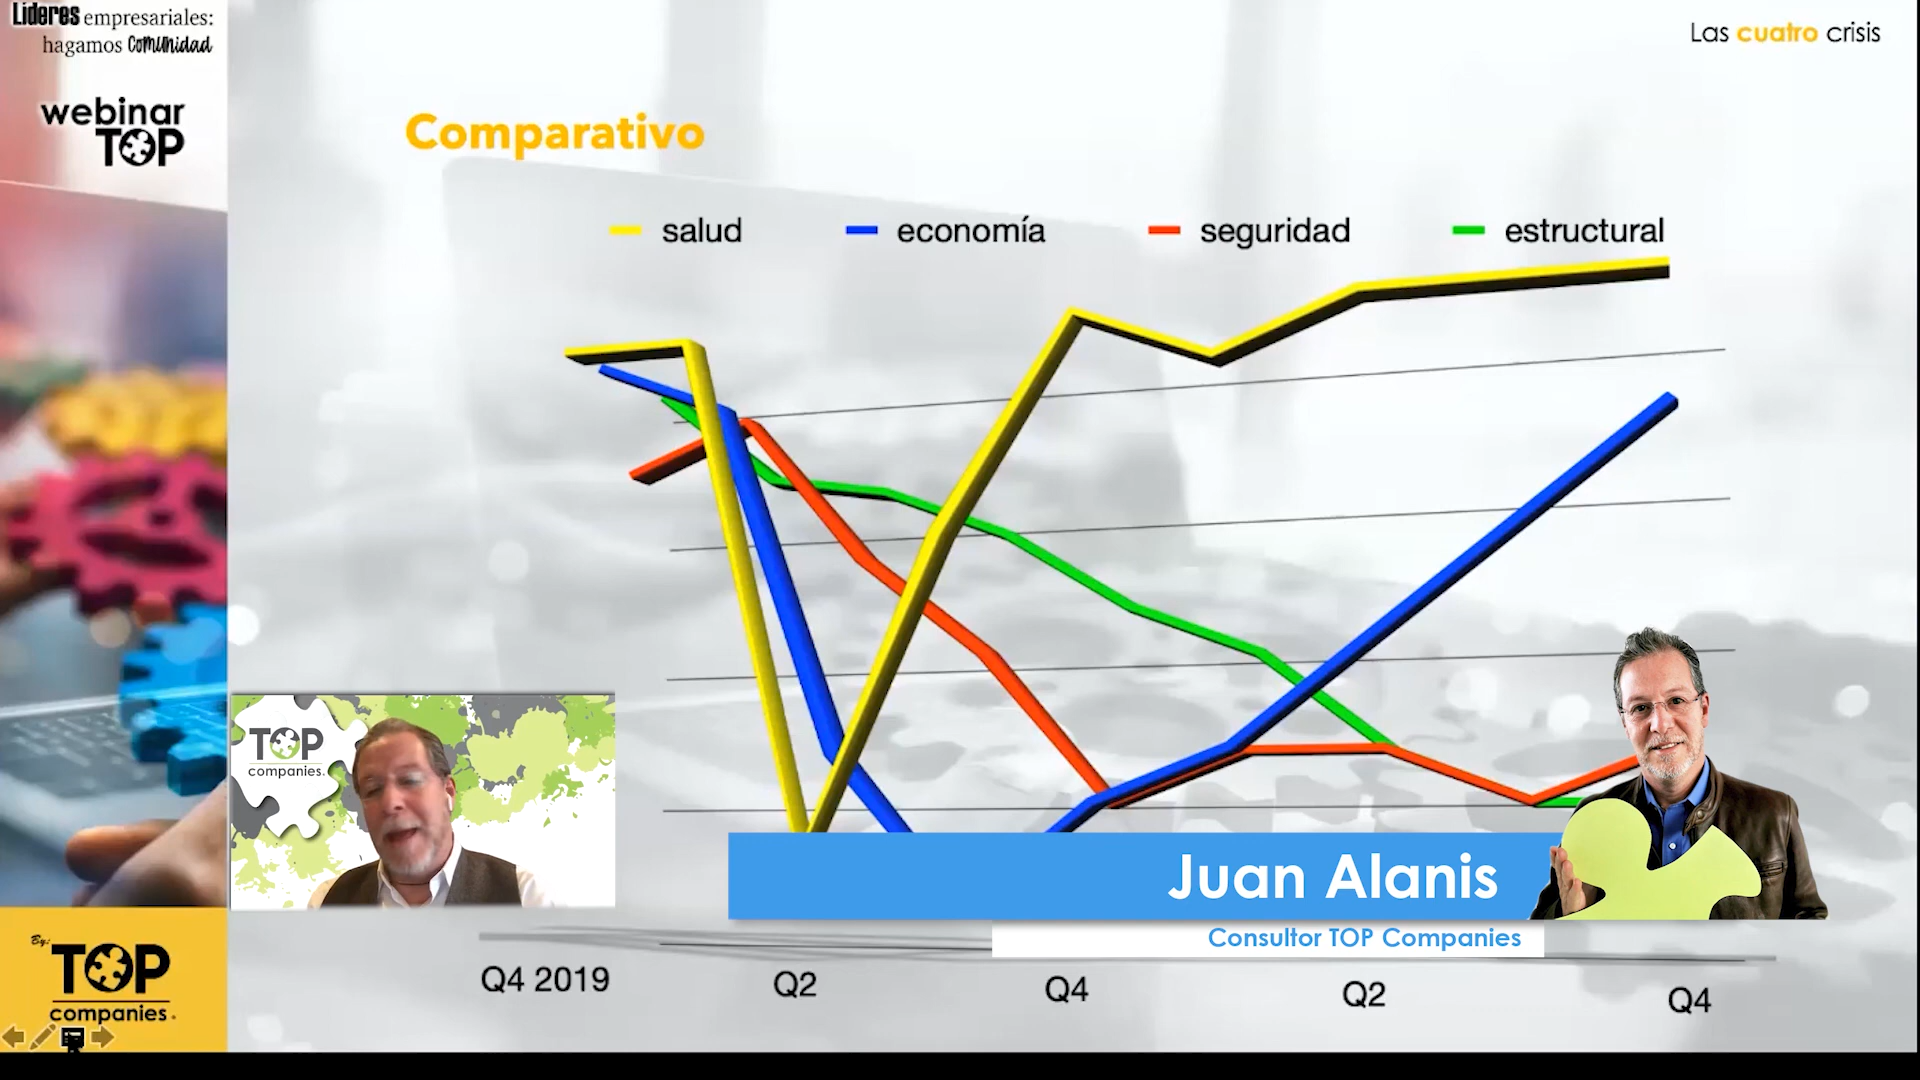 Líderes empresariales:
hagamos Comunidad
webinar
TOP
Las cuatro crisis
Comparativo
salud
economía
seguridad
estructural
TOP
companies.
Juan Alanis
Consultor TOP Companies
By:
TOP
companies.
Q4 2019
Q2
Q4
Q2
Q4